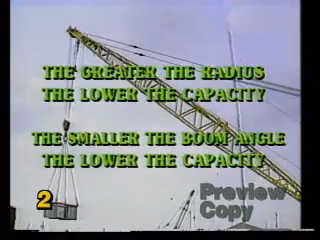 THE GREATER THE RADIUS
THE LOWER THE CAPACITY
THE SMALLER THE BOOM ANGLE
THE LOWER THE CAPACITY
2
Preview
Copy